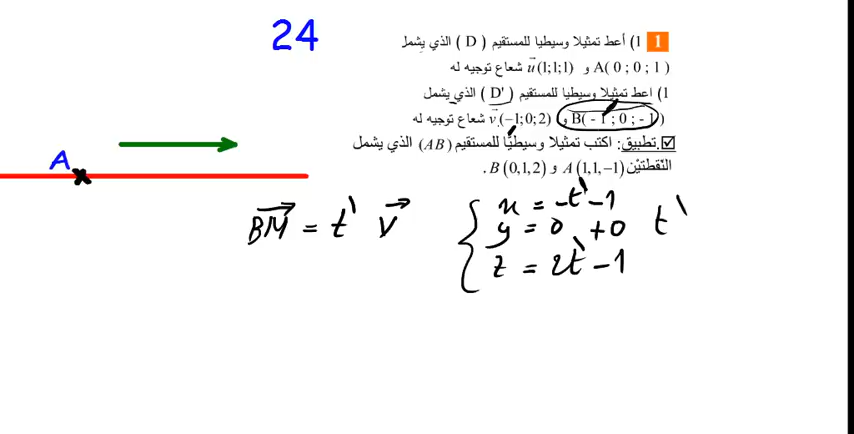 24
1 1) أعط تمثيلا وسيطيا للمستقيم ( D ) الذي يشمل
A( 0 ; 0 ; 1 ) و u(1;1;1) شعاع توجيه له
1) اعط تمثيلا وسيطيا للمستقيم ( D' ) الذي يشمل
B( - 1 ; 0 ; - 1 ) و v(−1;0;2) شعاع توجيه له
تطبيق: اكتب تمثيلا وسيطيًّا للمستقيم (AB) الذي يشمل
النقطتيْن A(1,1,−1) و B(0,1,2) .
A
BM = t' V
x = -t' -1
y = 0 +0 t'
z = 2t' -1